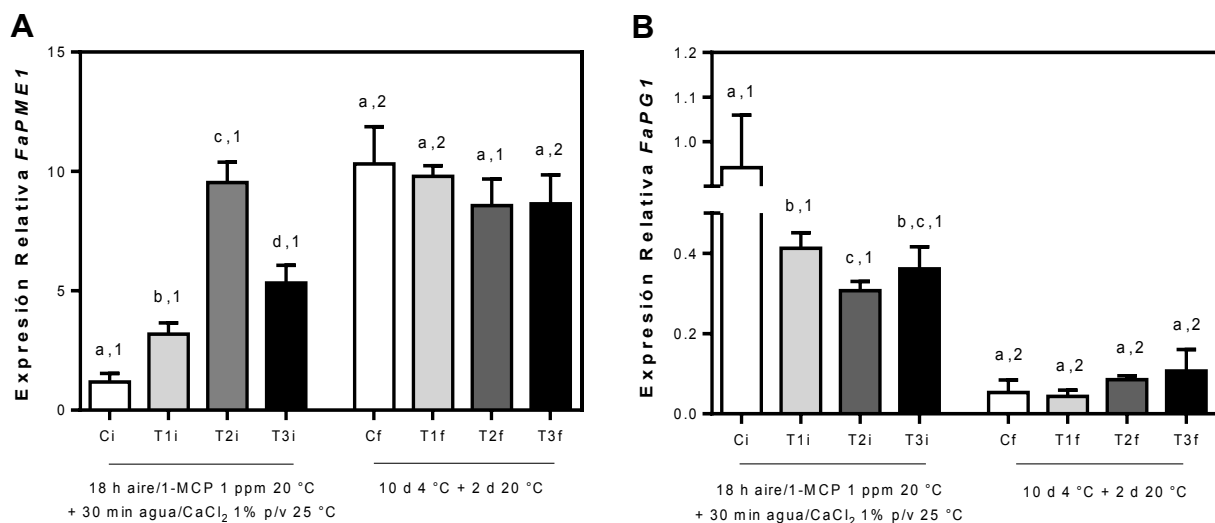 A
Expresión Relativa FaPME1
15
10
5
0
a,1
b,1
c,1
d,1
a,2
a,2
a,1
a,2
Ci T1i T2i T3i Cf T1f T2f T3f
18 h aire/1-MCP 1 ppm 20 °C
+ 30 min agua/CaCl2 1% p/v 25 °C
10 d 4 °C + 2 d 20 °C
B
Expresión Relativa FaPG1
1.2
1.1
1.0
0.4
0.2
0.0
a,1
b,1
c,1
b,c,1
a,2
a,2
a,2
a,2
Ci T1i T2i T3i Cf T1f T2f T3f
18 h aire/1-MCP 1 ppm 20 °C
+ 30 min agua/CaCl2 1% p/v 25 °C
10 d 4 °C + 2 d 20 °C